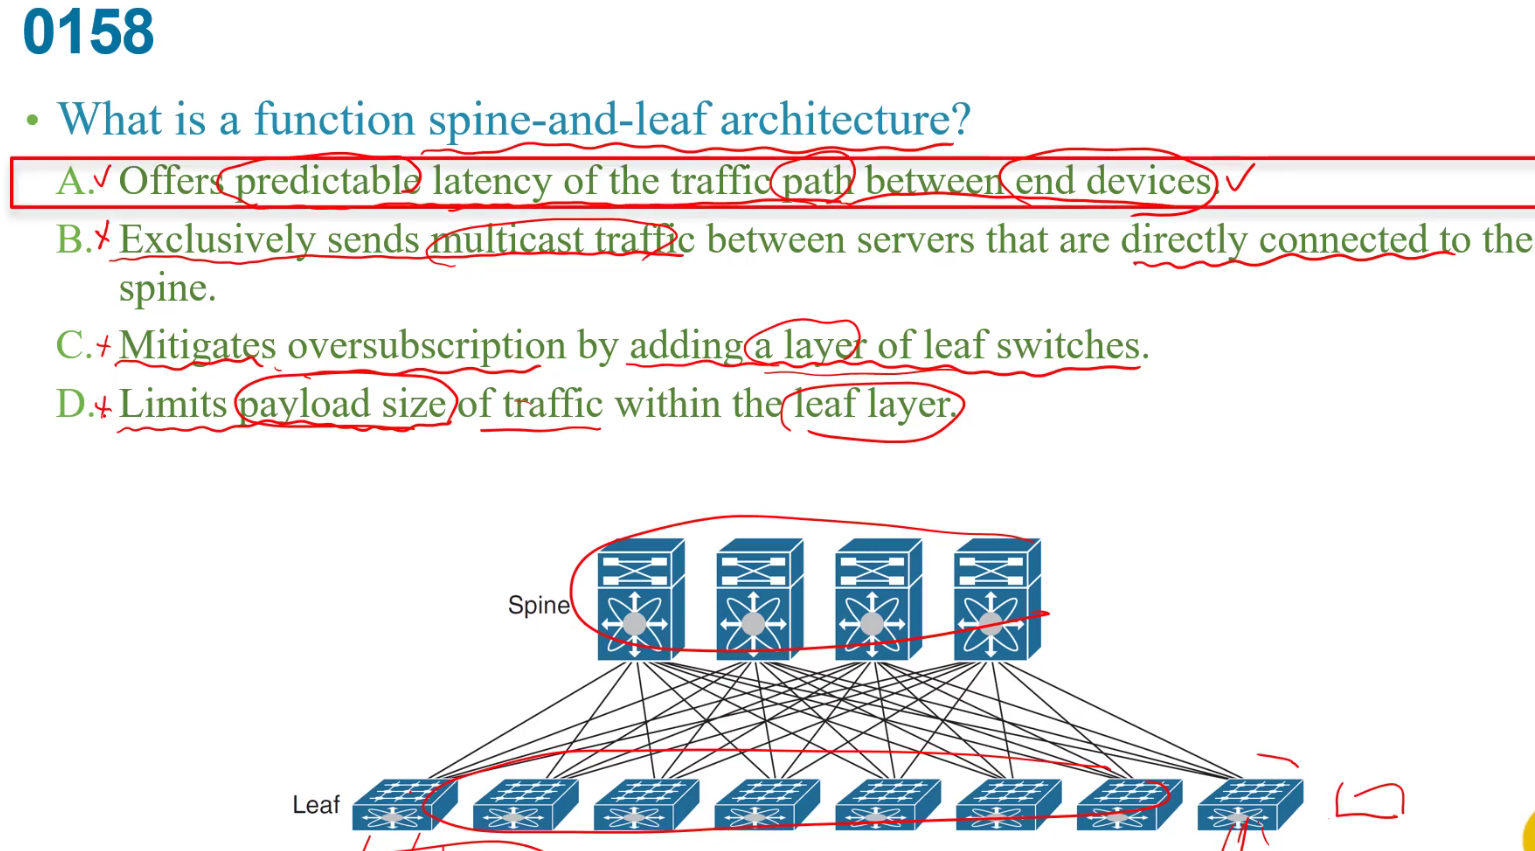 0158
• What is a function spine-and-leaf architecture?
A. Offers predictable latency of the traffic path between end devices.
B. Exclusively sends multicast traffic between servers that are directly connected to the
spine.
C. Mitigates oversubscription by adding a layer of leaf switches.
D. Limits payload size of traffic within the leaf layer.
Spine
Leaf